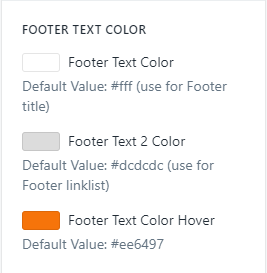 FOOTER TEXT COLOR
Footer Text Color
Default Value: #fff (use for Footer
title)
Footer Text 2 Color
Default Value: #dcdcdc (use for
Footer linklist)
Footer Text Color Hover
Default Value: #ee6497